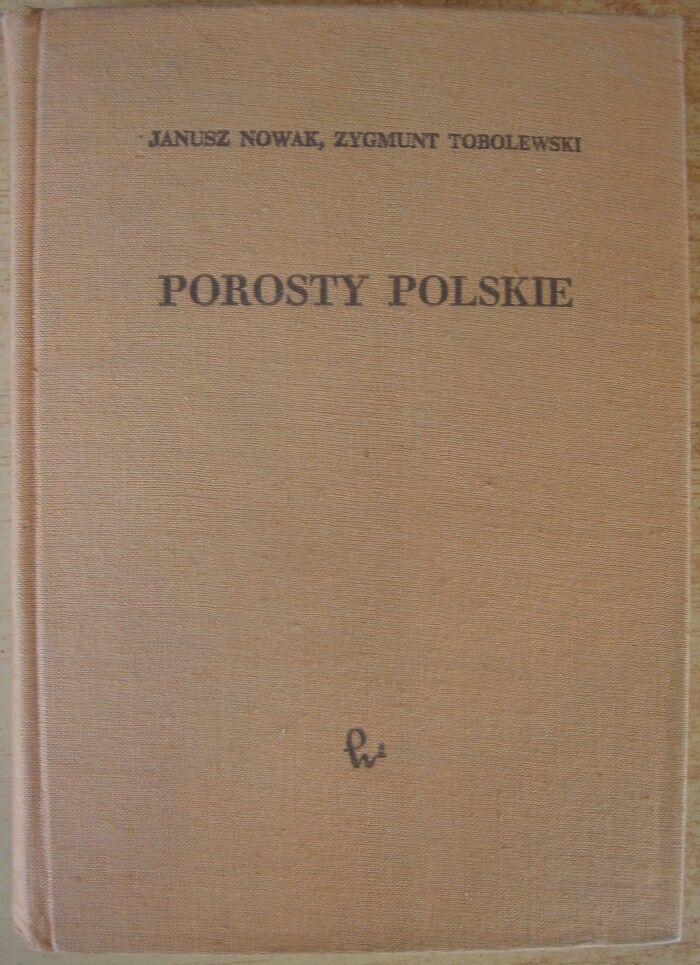 JANUSZ NOWAK, ZYGMUNT TOBOLEWSKI
POROSTY POLSKIE